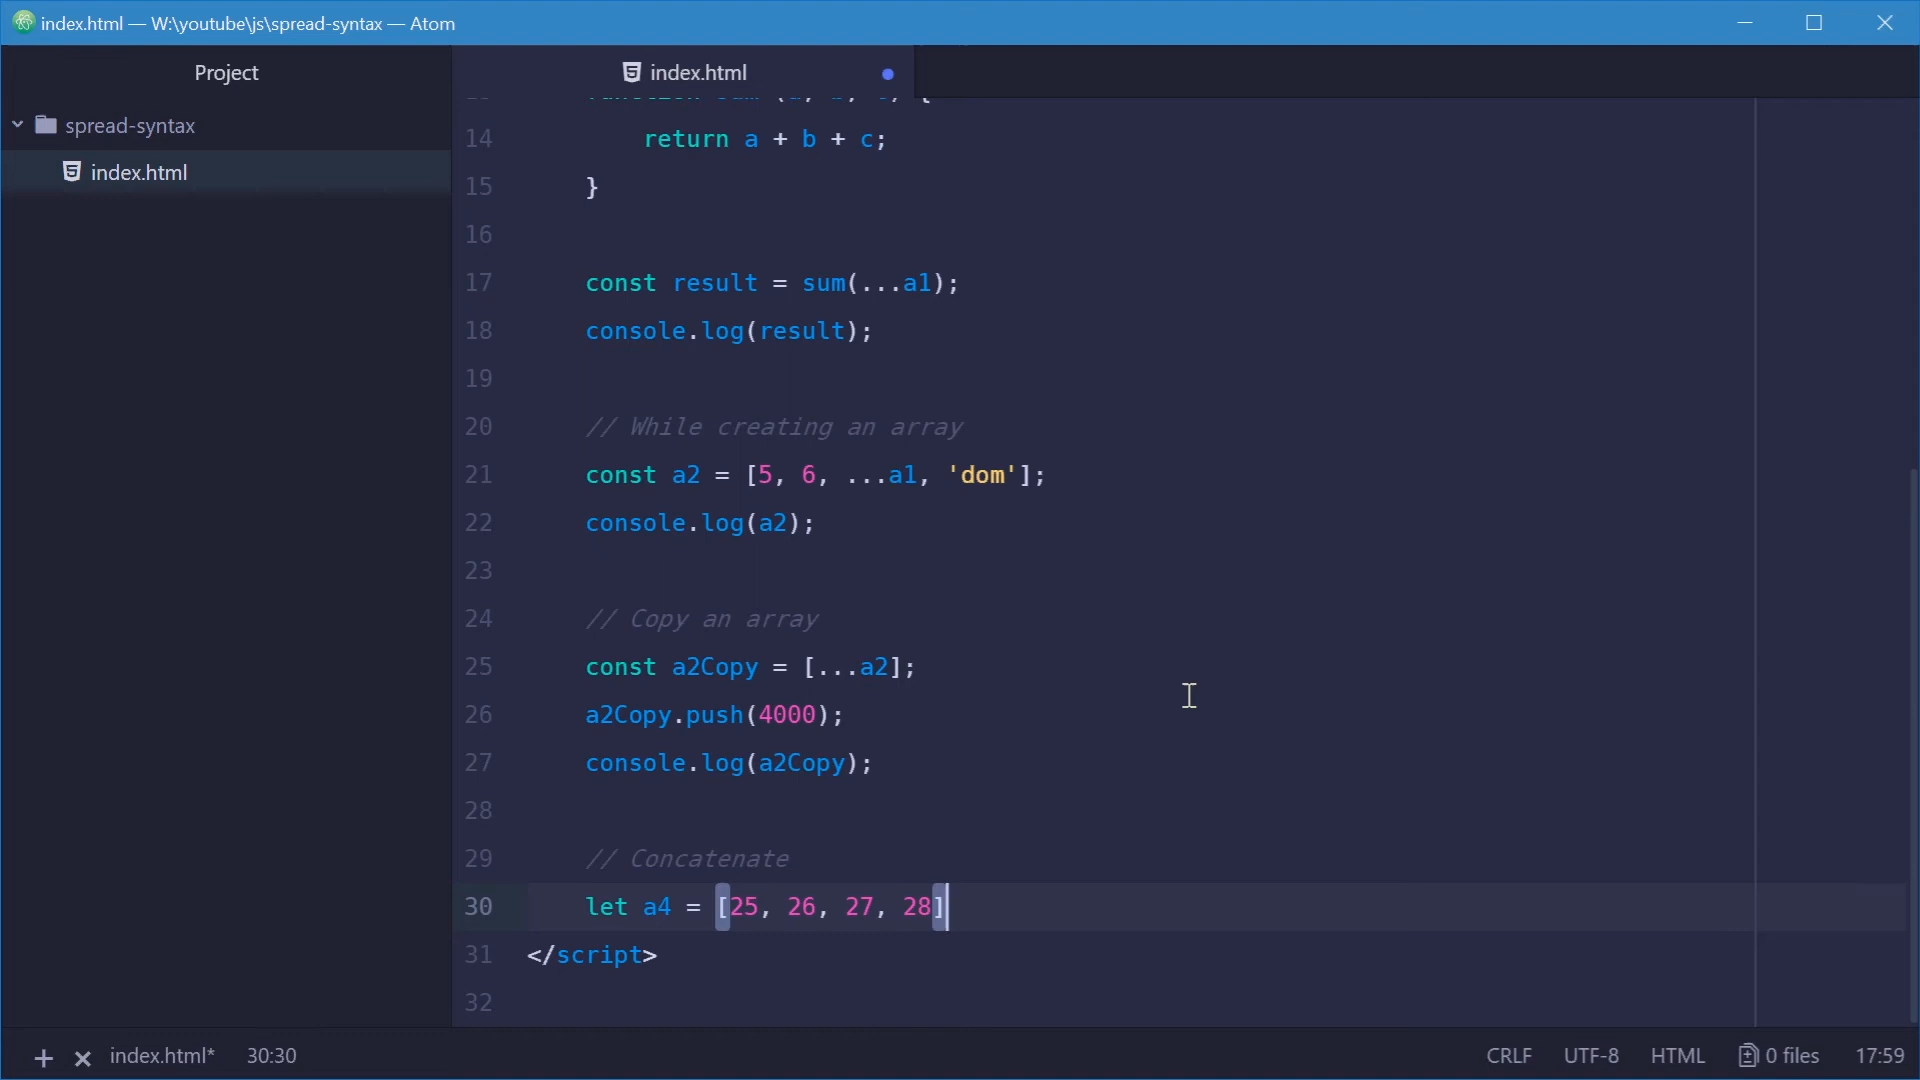 index.html — W:\youtube\js\spread-syntax — Atom
Project
index.html
spread-syntax
index.html
14 return a + b + c;
15 }
16
17 const result = sum(...a1);
18 console.log(result);
19
20 // While creating an array
21 const a2 = [5, 6, ...a1, 'dom'];
22 console.log(a2);
23
24 // Copy an array
25 const a2Copy = [...a2];
26 a2Copy.push(4000);
27 console.log(a2Copy);
28
29 // Concatenate
30 let a4 = [25, 26, 27, 28]
31 </script>
32
index.html* 30:30 CRLF UTF-8 HTML 0 files 17:59